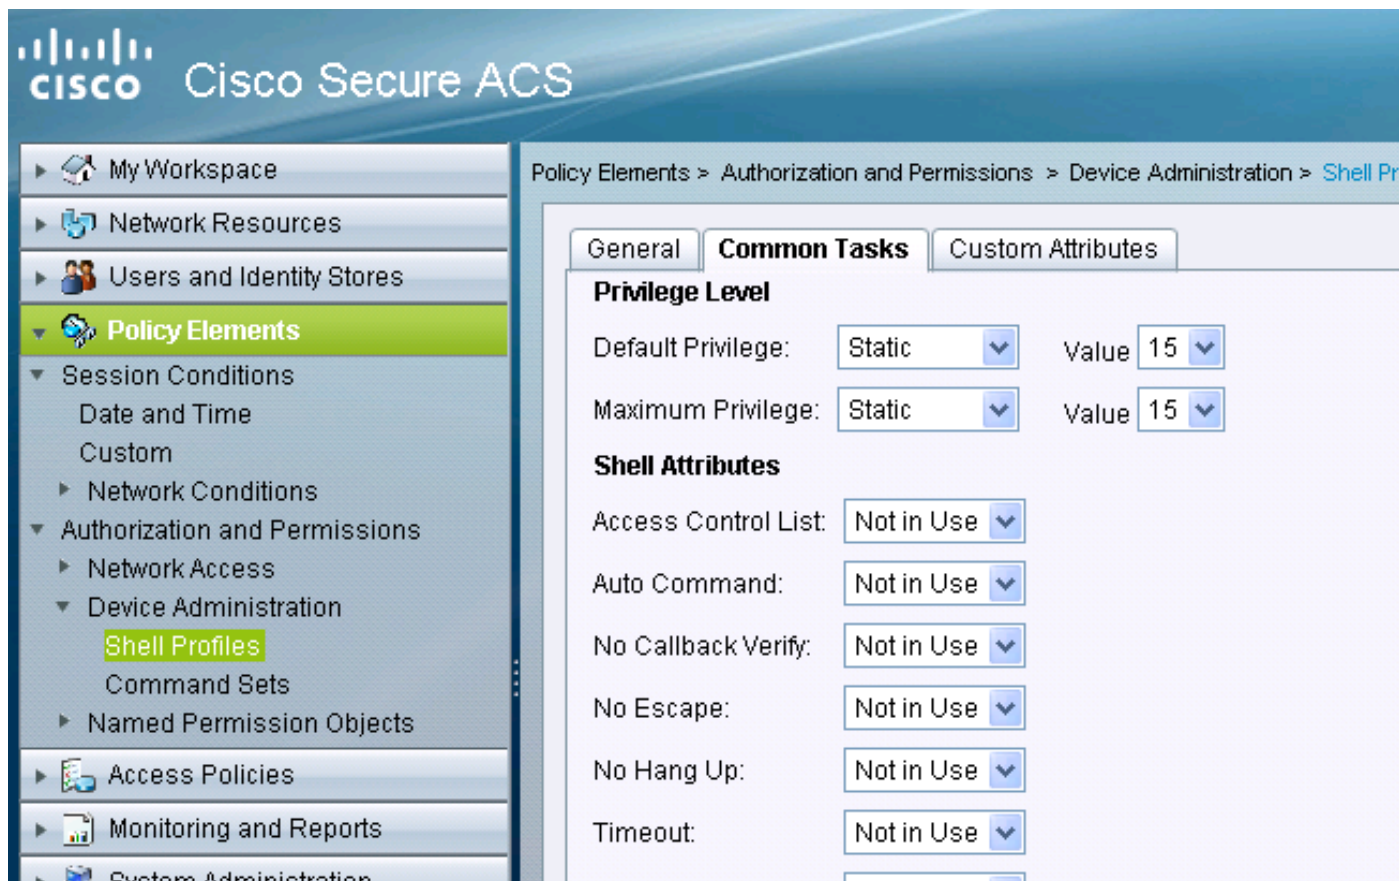 CISCO Cisco Secure ACS
My Workspace
Network Resources
Users and Identity Stores
Policy Elements
Session Conditions
Date and Time
Custom
Network Conditions
Authorization and Permissions
Network Access
Device Administration
Shell Profiles
Command Sets
Named Permission Objects
Access Policies
Monitoring and Reports
System Administration
Policy Elements > Authorization and Permissions > Device Administration > Shell Pr
General Common Tasks Custom Attributes
Privilege Level
Default Privilege: Static Value 15
Maximum Privilege: Static Value 15
Shell Attributes
Access Control List: Not in Use
Auto Command: Not in Use
No Callback Verify: Not in Use
No Escape: Not in Use
No Hang Up: Not in Use
Timeout: Not in Use